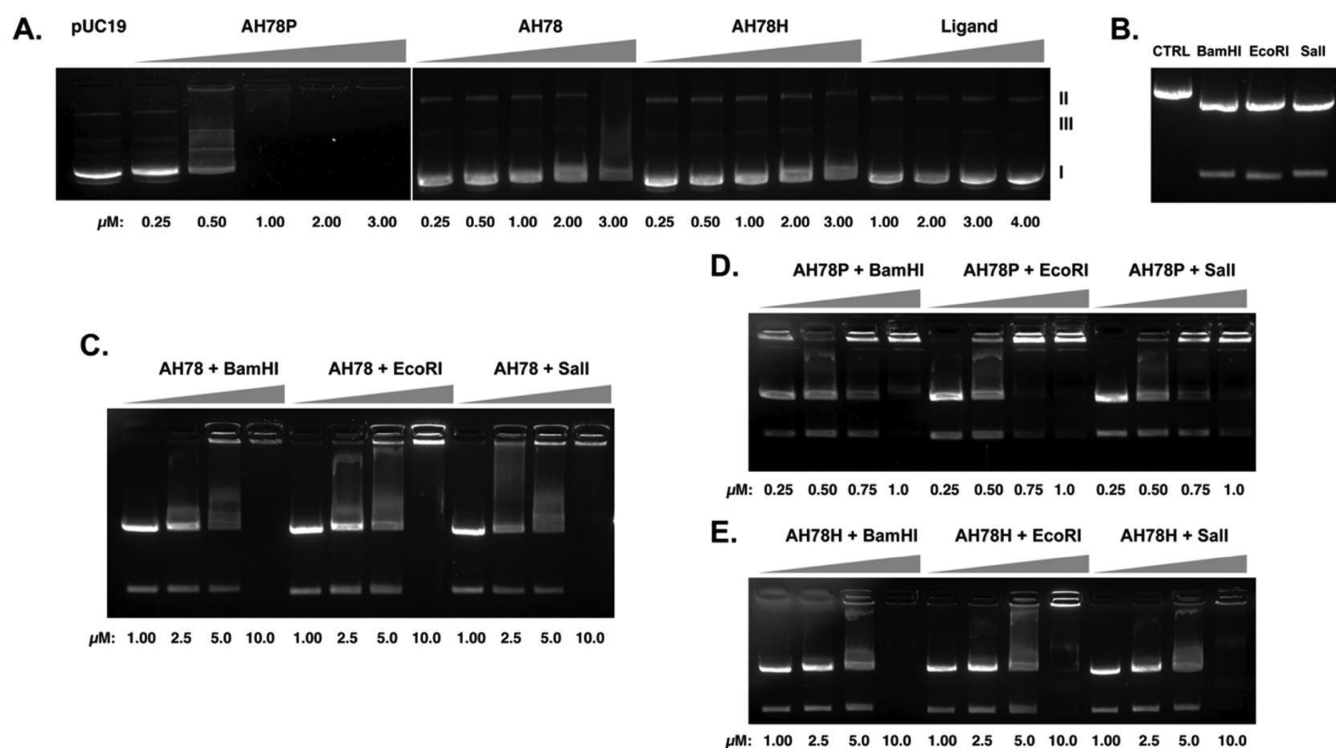 A.
pUC19 AH78P AH78 AH78H Ligand
II
III
I
µM: 0.25 0.50 1.00 2.00 3.00 0.25 0.50 1.00 2.00 3.00 0.25 0.50 1.00 2.00 3.00 1.00 2.00 3.00 4.00
B.
CTRL BamHI EcoRI SalI
C.
AH78 + BamHI AH78 + EcoRI AH78 + SalI
µM: 1.00 2.5 5.0 10.0 1.00 2.5 5.0 10.0 1.00 2.5 5.0 10.0
D.
AH78P + BamHI AH78P + EcoRI AH78P + SalI
µM: 0.25 0.50 0.75 1.0 0.25 0.50 0.75 1.0 0.25 0.50 0.75 1.0
E.
AH78H + BamHI AH78H + EcoRI AH78H + SalI
µM: 1.00 2.5 5.0 10.0 1.00 2.5 5.0 10.0 1.00 2.5 5.0 10.0